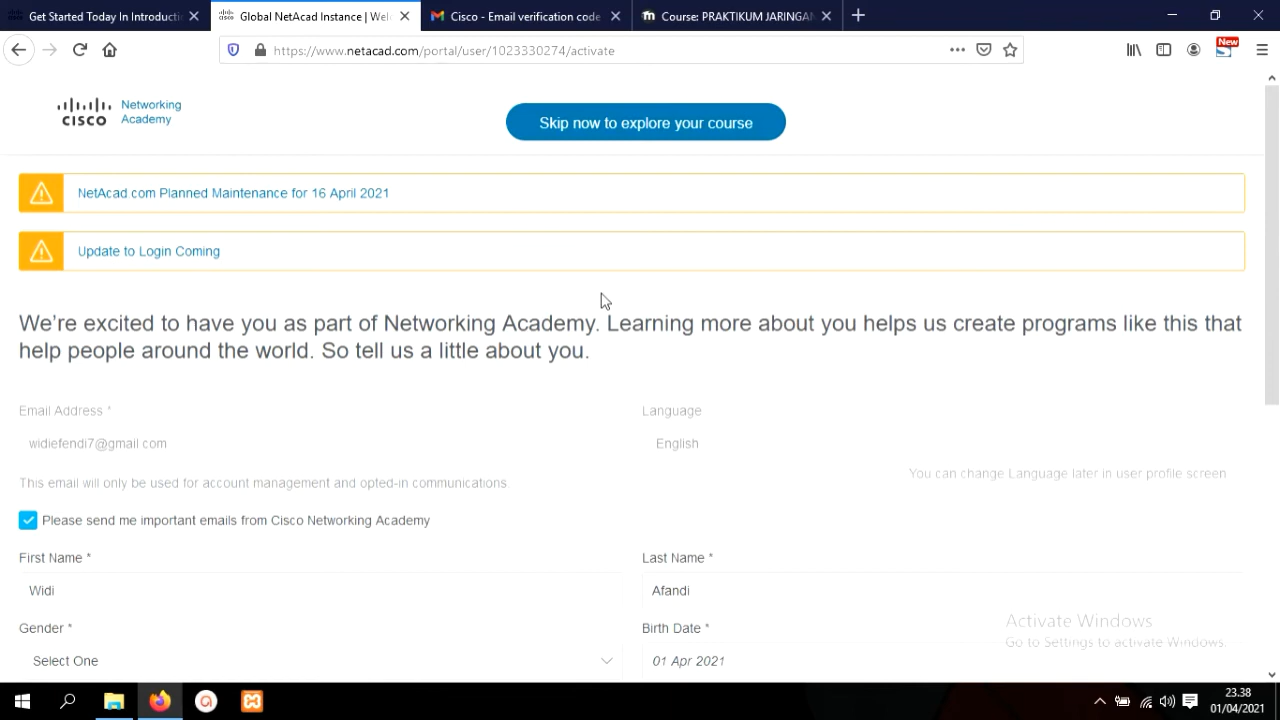 Get Started Today In Introducti
Global NetAcad Instance | Wel
Cisco - Email verification code
Course: PRAKTIKUM JARINGAN
https://www.netacad.com/portal/user/1023330274/activate
New
cisco
Networking
Academy
Skip now to explore your course
NetAcad com Planned Maintenance for 16 April 2021
Update to Login Coming
We're excited to have you as part of Networking Academy. Learning more about you helps us create programs like this that
help people around the world. So tell us a little about you.
Email Address *
Language
widiefendi7@gmail com
English
You can change Language later in user profile screen
This email will only be used for account management and opted-in communications
Please send me important emails from Cisco Networking Academy
First Name *
Last Name *
Widi
Afandi
Gender *
Birth Date *
Select One
01 Apr 2021
Activate Windows
Go to Settings to activate Windows.
23.38
01/04/2021